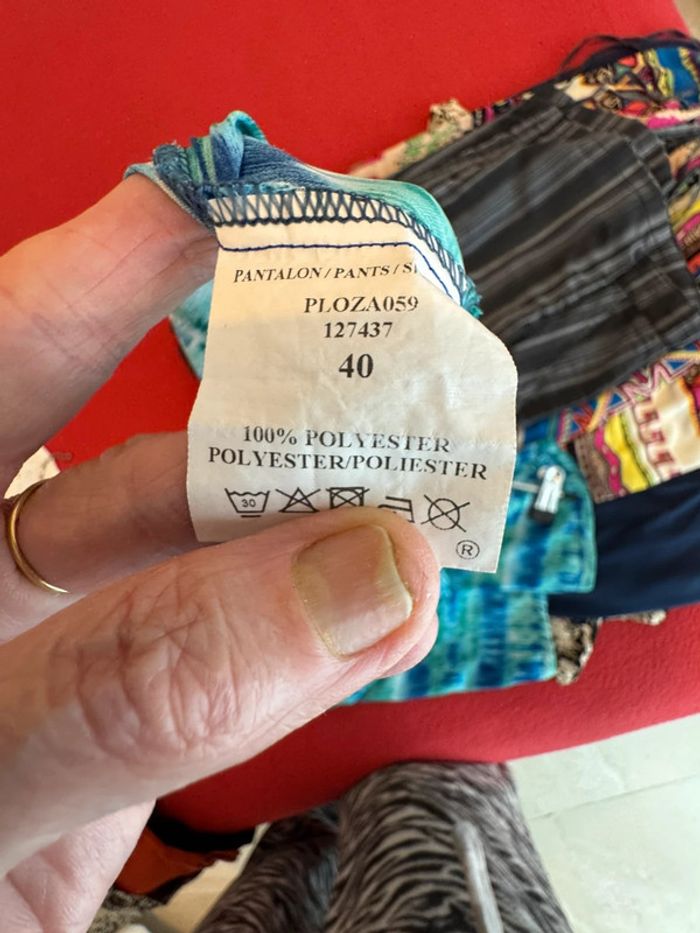 PANTALON / PANTS /
PLOZA059
127437
40
100% POLYESTER
POLYESTER/POLIESTER
30
®